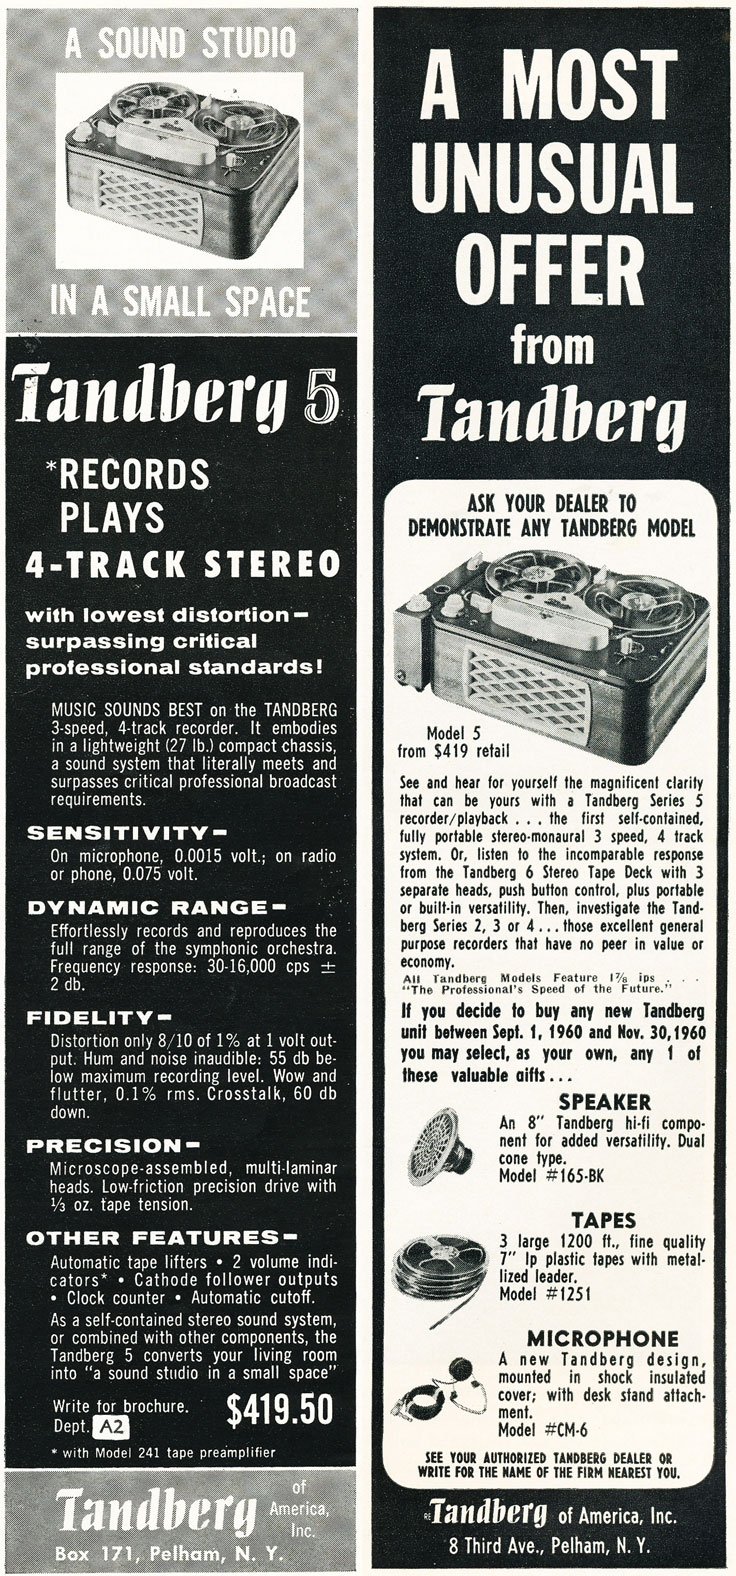 A SOUND STUDIO
IN A SMALL SPACE
Tandberg 5
*RECORDS
PLAYS
4-TRACK STEREO
with lowest distortion—
surpassing critical
professional standards!
MUSIC SOUNDS BEST on the TANDBERG
3-speed, 4-track recorder. It embodies
in a lightweight (27 lb.) compact chassis,
a sound system that literally meets and
surpasses critical professional broadcast
requirements.
SENSITIVITY—
On microphone, 0.0015 volt.; on radio
or phone, 0.075 volt.
DYNAMIC RANGE—
Effortlessly records and reproduces the
full range of the symphonic orchestra.
Frequency response: 30-16,000 cps ±
2 db.
FIDELITY—
Distortion only 8/10 of 1% at 1 volt out-
put. Hum and noise inaudible: 55 db be-
low maximum recording level. Wow and
flutter, 0.1% rms. Crosstalk, 60 db
down.
PRECISION—
Microscope-assembled, multi-laminar
heads. Low-friction precision drive with
⅓ oz. tape tension.
OTHER FEATURES—
Automatic tape lifters • 2 volume indi-
cators* • Cathode follower outputs
• Clock counter • Automatic cutoff.
As a self-contained stereo sound system,
or combined with other components, the
Tandberg 5 converts your living room
into "a sound studio in a small space"
Write for brochure.
Dept. A2
$419.50
* with Model 241 tape preamplifier
Tandberg of
America,
Inc.
Box 171, Pelham, N. Y.
A MOST
UNUSUAL
OFFER
from
Tandberg
ASK YOUR DEALER TO
DEMONSTRATE ANY TANDBERG MODEL
Model 5
from $419 retail
See and hear for yourself the magnificent clarity
that can be yours with a Tandberg Series 5
recorder/playback . . . the first self-contained,
fully portable stereo-monaural 3 speed, 4 track
system. Or, listen to the incomparable response
from the Tandberg 6 Stereo Tape Deck with 3
separate heads, push button control, plus portable
or built-in versatility. Then, investigate the Tand-
berg Series 2, 3 or 4 . . . those excellent general
purpose recorders that have no peer in value or
economy.
All Tandberg Models Feature 1⅞ ips . . .
"The Professional's Speed of the Future."
If you decide to buy any new Tandberg
unit between Sept. 1, 1960 and Nov. 30,1960
you may select, as your own, any 1 of
these valuable gifts . . .
SPEAKER
An 8" Tandberg hi-fi compo-
nent for added versatility. Dual
cone type.
Model #165-BK
TAPES
3 large 1200 ft., fine quality
7" lp plastic tapes with metal-
lized leader.
Model #1251
MICROPHONE
A new Tandberg design,
mounted in shock insulated
cover; with desk stand attach-
ment.
Model #CM-6
SEE YOUR AUTHORIZED TANDBERG DEALER OR
WRITE FOR THE NAME OF THE FIRM NEAREST YOU.
Tandberg of America, Inc.
8 Third Ave., Pelham, N. Y.